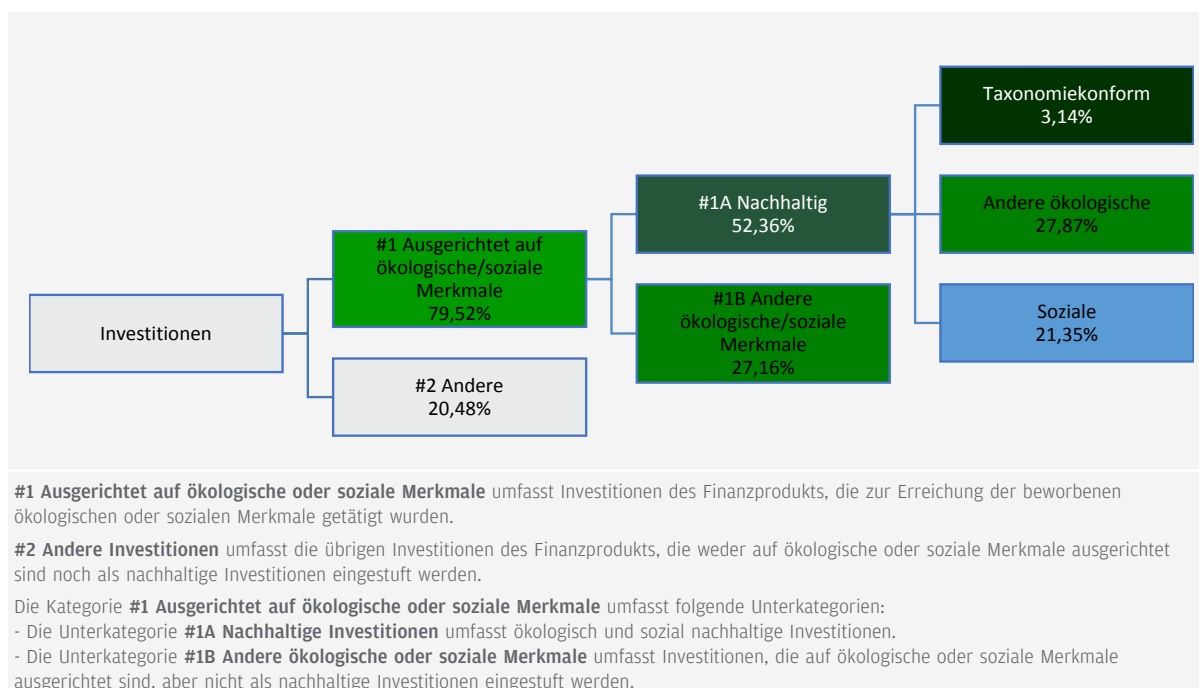 Investitionen
#1 Ausgerichtet auf
ökologische/soziale
Merkmale
79,52%
#2 Andere
20,48%
#1A Nachhaltig
52,36%
#1B Andere
ökologische/soziale
Merkmale
27,16%
Taxonomiekonform
3,14%
Andere ökologische
27,87%
Soziale
21,35%
#1 Ausgerichtet auf ökologische oder soziale Merkmale umfasst Investitionen des Finanzprodukts, die zur Erreichung der beworbenen
ökologischen oder sozialen Merkmale getätigt wurden.
#2 Andere Investitionen umfasst die übrigen Investitionen des Finanzprodukts, die weder auf ökologische oder soziale Merkmale ausgerichtet
sind noch als nachhaltige Investitionen eingestuft werden.
Die Kategorie #1 Ausgerichtet auf ökologische oder soziale Merkmale umfasst folgende Unterkategorien:
- Die Unterkategorie #1A Nachhaltige Investitionen umfasst ökologisch und sozial nachhaltige Investitionen.
- Die Unterkategorie #1B Andere ökologische oder soziale Merkmale umfasst Investitionen, die auf ökologische oder soziale Merkmale
ausgerichtet sind, aber nicht als nachhaltige Investitionen eingestuft werden.